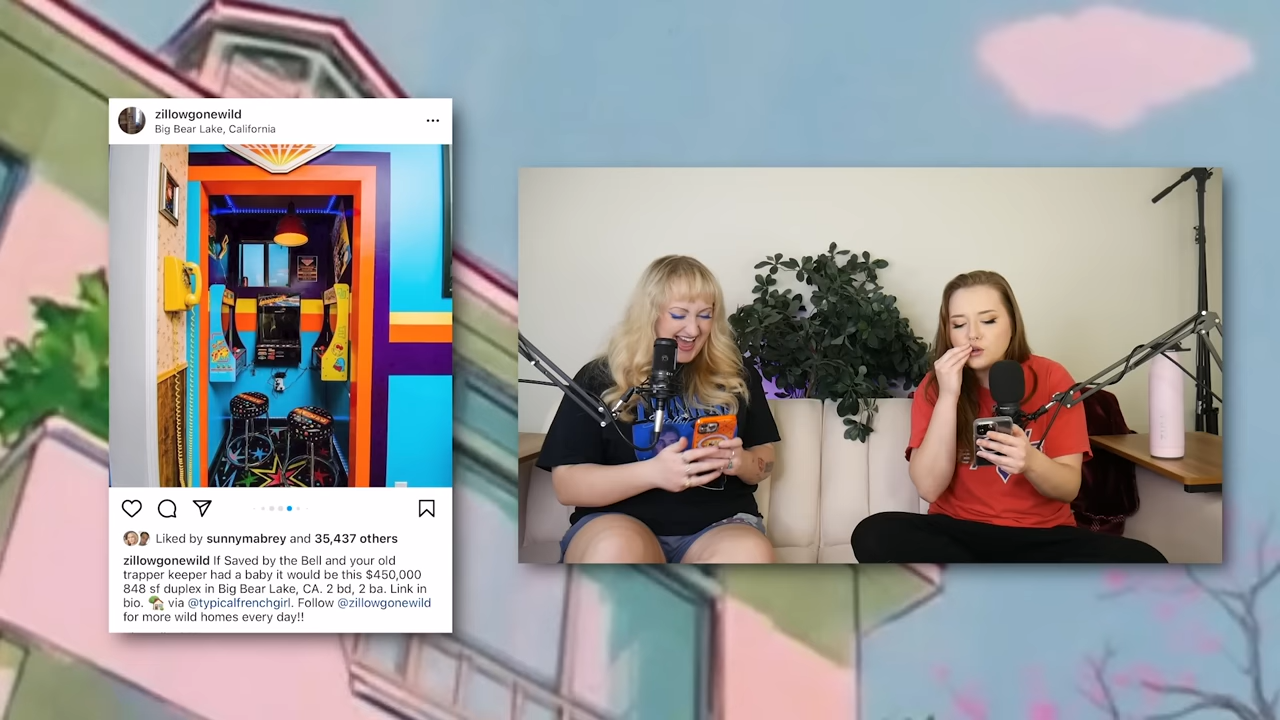 zillowgonewild
Big Bear Lake, California
Liked by sunnymabrey and 35,437 others
zillowgonewild If Saved by the Bell and your old
trapper keeper had a baby it would be this $450,000
848 sf duplex in Big Bear Lake, CA. 2 bd, 2 ba. Link in
bio. 🏡 via @typicalfrenchgirl. Follow @zillowgonewild
for more wild homes every day!!